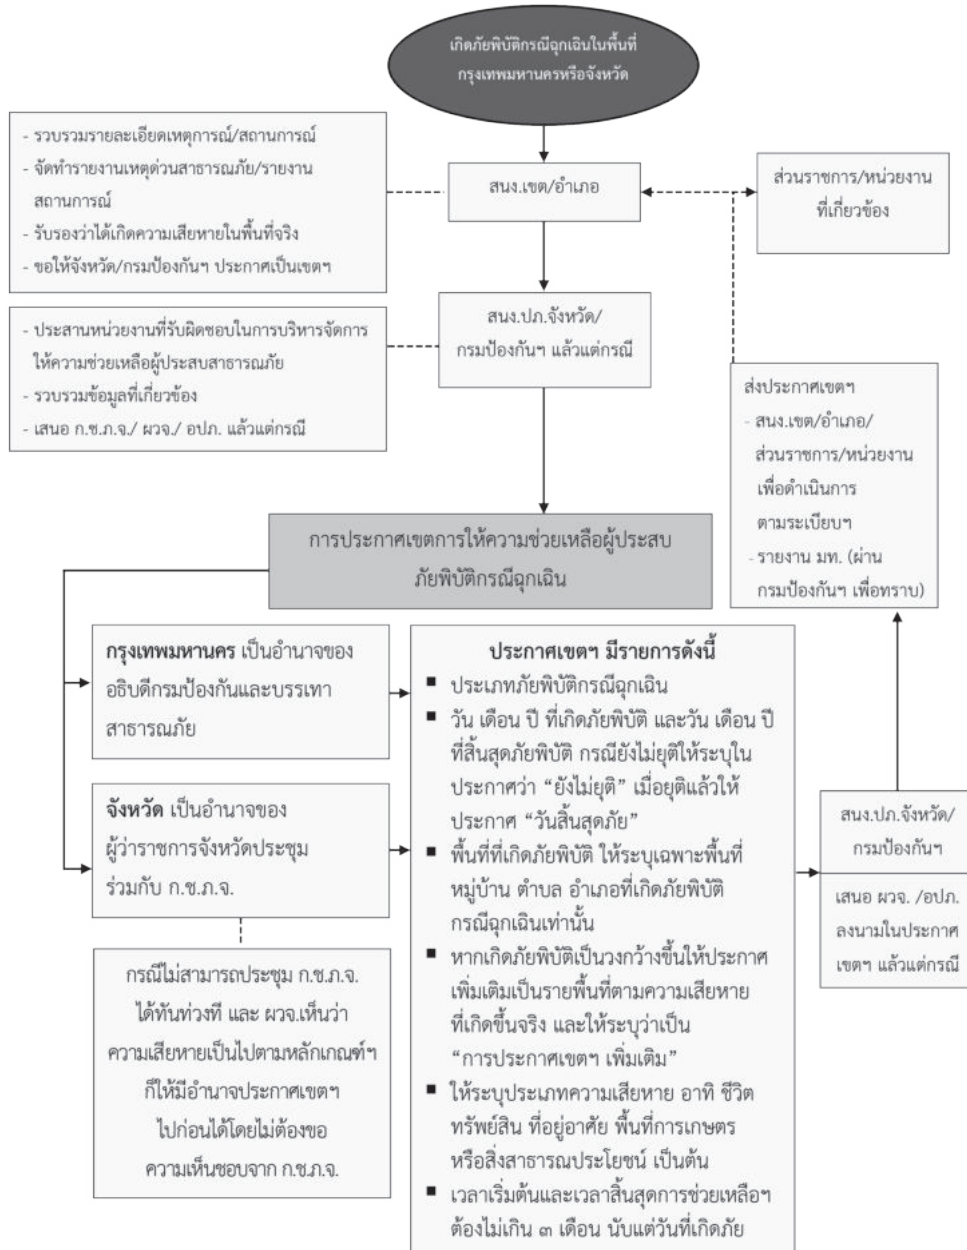 เกิดภัยพิบัติกรณีฉุกเฉินในพื้นที่
กรุงเทพมหานครหรือจังหวัด
- รวบรวมรายละเอียดเหตุการณ์/สถานการณ์
- จัดทำรายงานเหตุด่วนสาธารณภัย/รายงาน
สถานการณ์
- รับรองว่าได้เกิดความเสียหายในพื้นที่จริง
- ขอให้จังหวัด/กรมป้องกันฯ ประกาศเป็นเขตฯ
สนง.เขต/อำเภอ
ส่วนราชการ/หน่วยงาน
ที่เกี่ยวข้อง
- ประสานหน่วยงานที่รับผิดชอบในการบริหารจัดการ
ให้ความช่วยเหลือผู้ประสบสาธารณภัย
- รวบรวมข้อมูลที่เกี่ยวข้อง
- เสนอ ก.ช.ภ.จ./ ผวจ./ อปภ. แล้วแต่กรณี
สนง.ปภ.จังหวัด/
กรมป้องกันฯ แล้วแต่กรณี
ส่งประกาศเขตฯ
- สนง.เขต/อำเภอ/
ส่วนราชการ/หน่วยงาน
เพื่อดำเนินการ
ตามระเบียบฯ
- รายงาน มท. (ผ่าน
กรมป้องกันฯ เพื่อทราบ)
การประกาศเขตการให้ความช่วยเหลือผู้ประสบ
ภัยพิบัติกรณีฉุกเฉิน
กรุงเทพมหานคร เป็นอำนาจของ
อธิบดีกรมป้องกันและบรรเทา
สาธารณภัย
จังหวัด เป็นอำนาจของ
ผู้ว่าราชการจังหวัดประชุม
ร่วมกับ ก.ช.ภ.จ.
กรณีไม่สามารถประชุม ก.ช.ภ.จ.
ได้ทันท่วงที และ ผวจ.เห็นว่า
ความเสียหายเป็นไปตามหลักเกณฑ์ฯ
ก็ให้มีอำนาจประกาศเขตฯ
ไปก่อนได้โดยไม่ต้องขอ
ความเห็นชอบจาก ก.ช.ภ.จ.
ประกาศเขตฯ มีรายการดังนี้
▪ ประเภทภัยพิบัติกรณีฉุกเฉิน
▪ วัน เดือน ปี ที่เกิดภัยพิบัติ และวัน เดือน ปี
ที่สิ้นสุดภัยพิบัติ กรณียังไม่ยุติให้ระบุใน
ประกาศว่า “ยังไม่ยุติ” เมื่อยุติแล้วให้
ประกาศ “วันสิ้นสุดภัย”
▪ พื้นที่ที่เกิดภัยพิบัติ ให้ระบุเฉพาะพื้นที่
หมู่บ้าน ตำบล อำเภอที่เกิดภัยพิบัติ
กรณีฉุกเฉินเท่านั้น
▪ หากเกิดภัยพิบัติเป็นวงกว้างขึ้นให้ประกาศ
เพิ่มเติมเป็นรายพื้นที่ตามความเสียหาย
ที่เกิดขึ้นจริง และให้ระบุว่าเป็น
“การประกาศเขตฯ เพิ่มเติม”
▪ ให้ระบุประเภทความเสียหาย อาทิ ชีวิต
ทรัพย์สิน ที่อยู่อาศัย พื้นที่การเกษตร
หรือสิ่งสาธารณประโยชน์ เป็นต้น
▪ เวลาเริ่มต้นและเวลาสิ้นสุดการช่วยเหลือฯ
ต้องไม่เกิน ๓ เดือน นับแต่วันที่เกิดภัย
สนง.ปภ.จังหวัด/
กรมป้องกันฯ
เสนอ ผวจ. /อปภ.
ลงนามในประกาศ
เขตฯ แล้วแต่กรณี